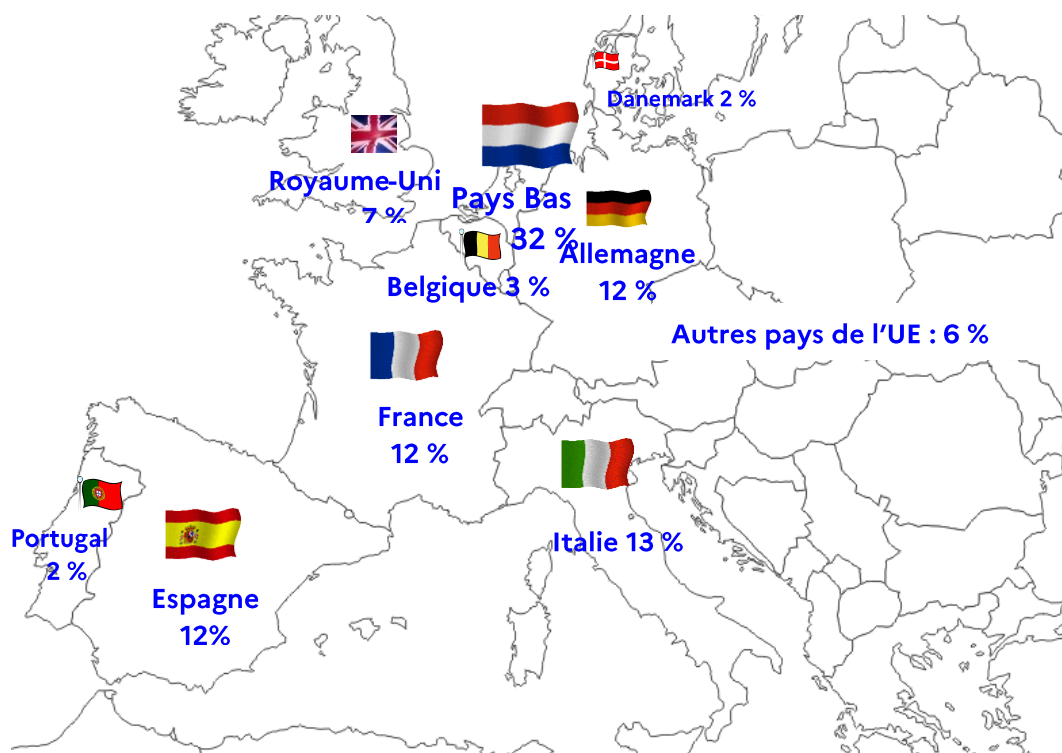 Danemark 2 %
Royaume-Uni
7 %
Pays Bas
32 %
Allemagne
12 %
Belgique 3 %
Autres pays de l’UE : 6 %
France
12 %
Italie 13 %
Portugal
2 %
Espagne
12%